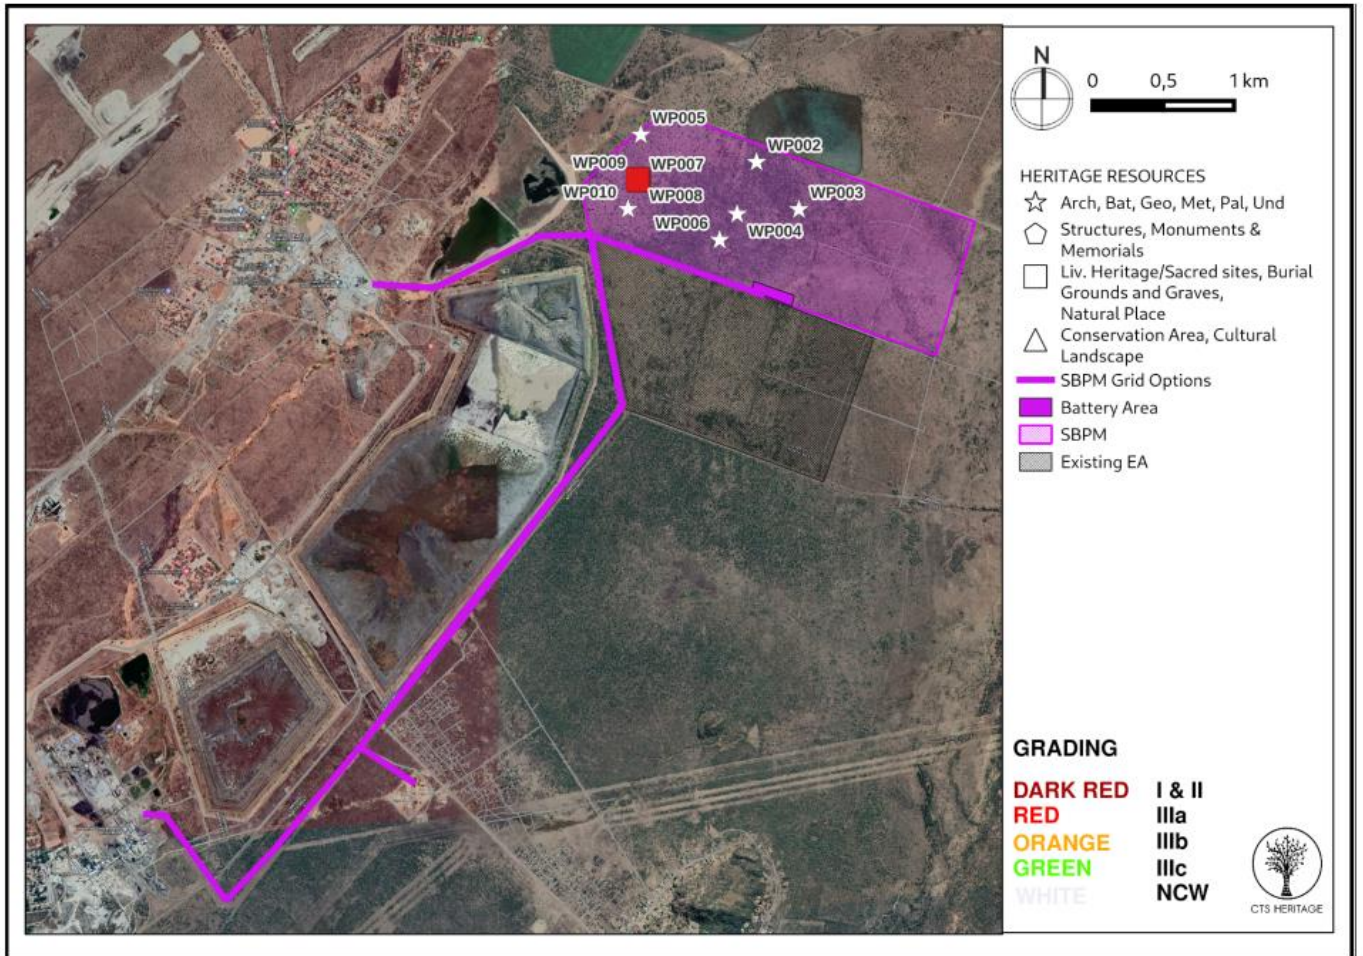 WP005
WP002
WP009
WP007
WP010
WP008
WP003
WP006
WP004
N
0 0,5 1 km
HERITAGE RESOURCES
Arch, Bat, Geo, Met, Pal, Und
Structures, Monuments &
Memorials
Liv. Heritage/Sacred sites, Burial
Grounds and Graves,
Natural Place
Conservation Area, Cultural
Landscape
SBPM Grid Options
Battery Area
SBPM
Existing EA
GRADING
DARK RED I & II
RED IIIa
ORANGE IIIb
GREEN IIIc
WHITE NCW
CTS HERITAGE